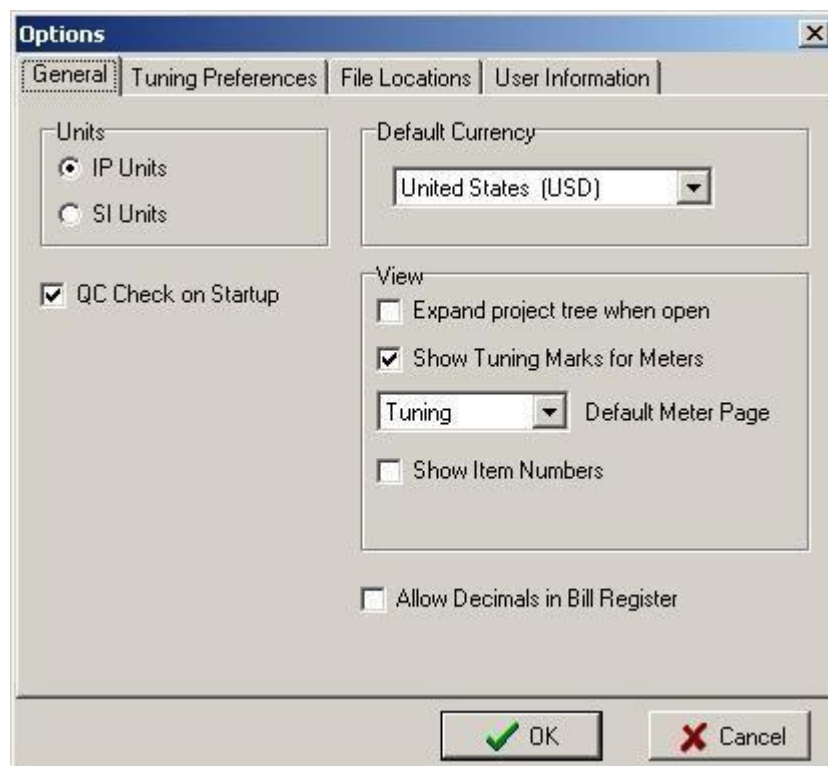 Options
General Tuning Preferences File Locations User Information
Units
IP Units
SI Units
QC Check on Startup
Default Currency
United States (USD)
View
Expand project tree when open
Show Tuning Marks for Meters
Tuning Default Meter Page
Show Item Numbers
Allow Decimals in Bill Register
OK Cancel